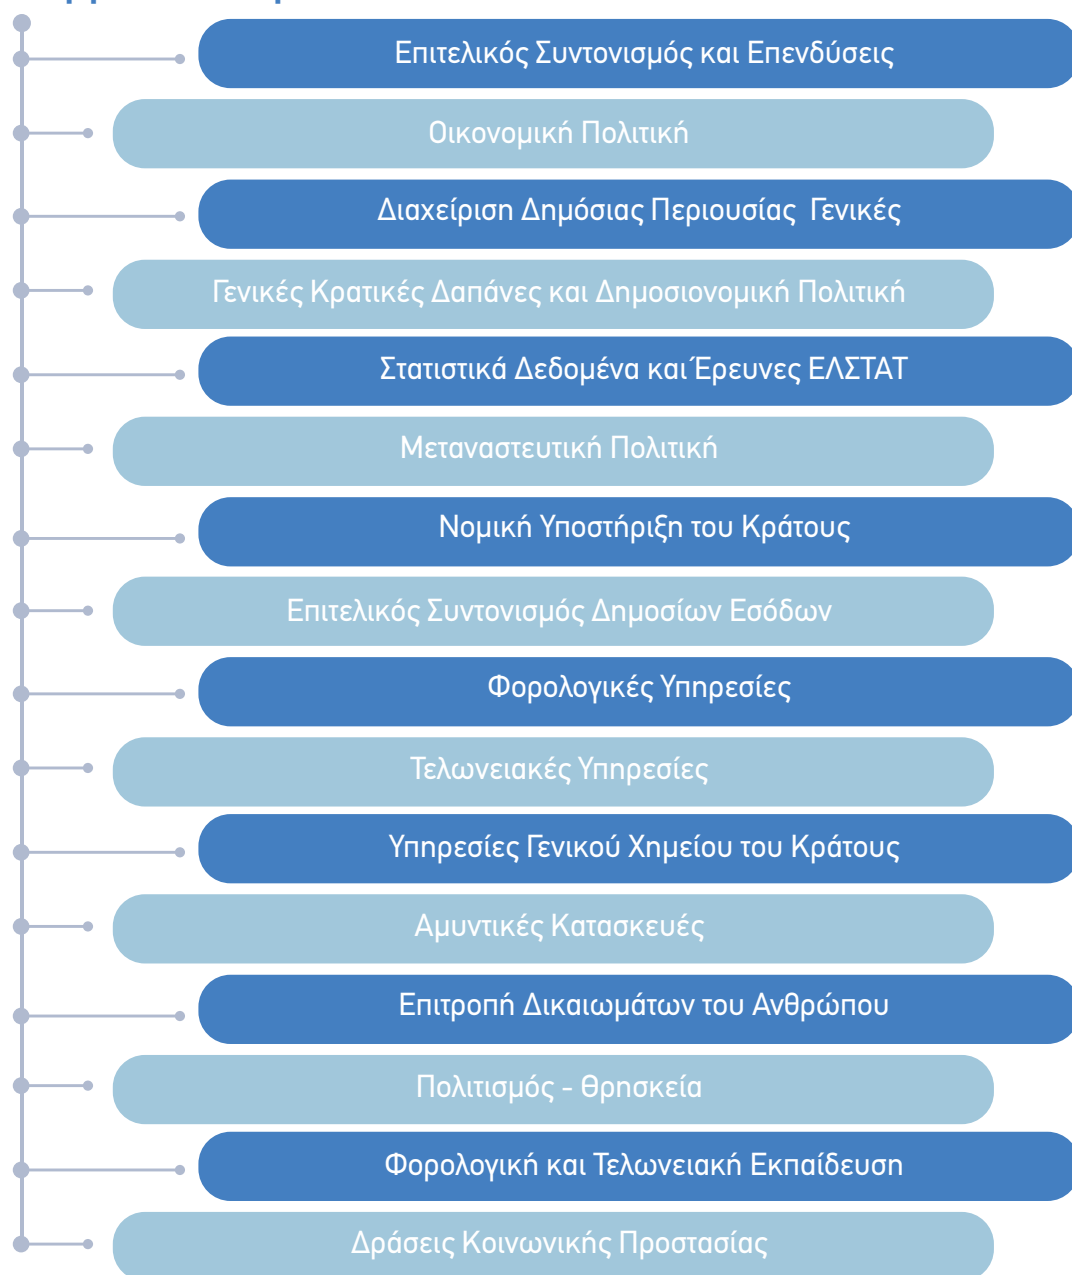 Επιτελικός Συντονισμός και Επενδύσεις
Οικονομική Πολιτική
Διαχείριση Δημόσιας Περιουσίας Γενικές
Γενικές Κρατικές Δαπάνες και Δημοσιονομική Πολιτική
Στατιστικά Δεδομένα και Έρευνες ΕΛΣΤΑΤ
Μεταναστευτική Πολιτική
Νομική Υποστήριξη του Κράτους
Επιτελικός Συντονισμός Δημοσίων Εσόδων
Φορολογικές Υπηρεσίες
Τελωνειακές Υπηρεσίες
Υπηρεσίες Γενικού Χημείου του Κράτους
Αμυντικές Κατασκευές
Επιτροπή Δικαιωμάτων του Ανθρώπου
Πολιτισμός - Θρησκεία
Φορολογική και Τελωνειακή Εκπαίδευση
Δράσεις Κοινωνικής Προστασίας